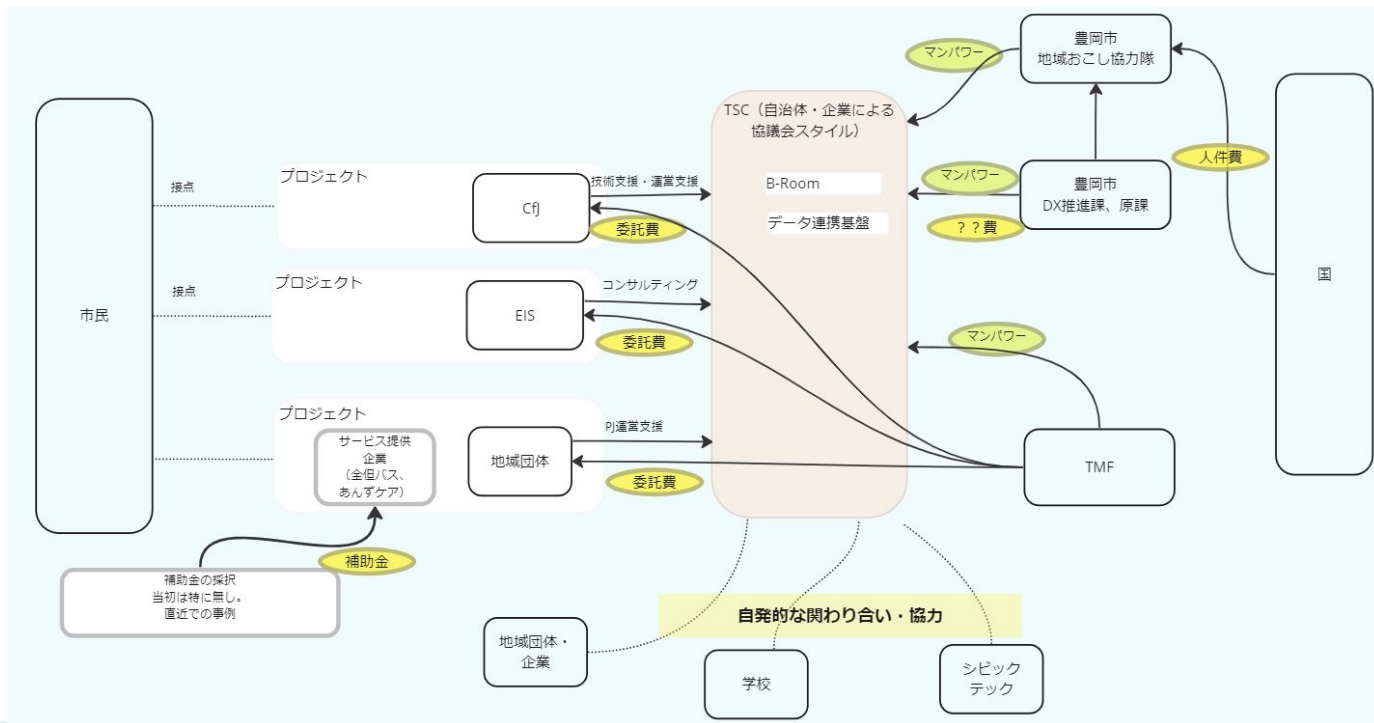 市民
接点
接点
プロジェクト
CfJ
技術支援・運営支援
委託費
プロジェクト
EIS
コンサルティング
委託費
プロジェクト
サービス提供
企業
（全但バス、
あんずケア）
地域団体
PJ運営支援
委託費
補助金
補助金の採択
当初は特に無し。
直近での事例
TSC（自治体・企業による
協議会スタイル）
B-Room
データ連携基盤
マンパワー
豊岡市
地域おこし協力隊
マンパワー
？？費
豊岡市
DX推進課、原課
人件費
国
マンパワー
TMF
自発的な関わり合い・協力
地域団体・
企業
学校
シビック
テック